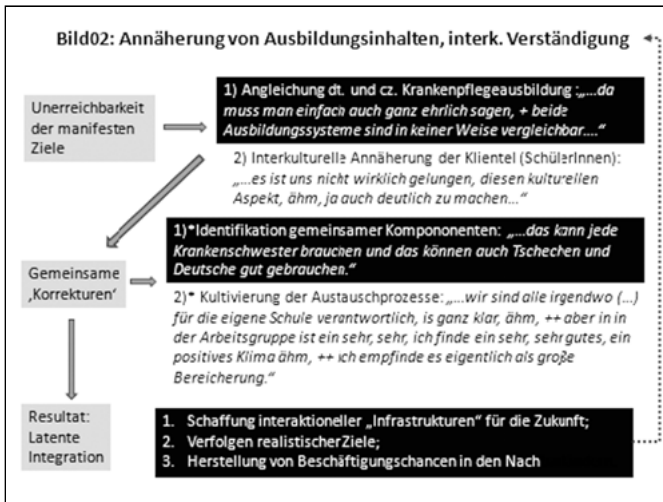 Bild02: Annäherung von Ausbildungsinhalten, interk. Verständigung
Unerreichbarkeit
der manifesten
Ziele
1) Angleichung dt. und cz. Krankenpflegeausbildung :„...da
muss man einfach auch ganz ehrlich sagen, + beide
Ausbildungssysteme sind in keiner Weise vergleichbar....“
2) Interkulturelle Annäherung der Klientel (SchülerInnen):
„...es ist uns nicht wirklich gelungen, diesen kulturellen
Aspekt, ähm, ja auch deutlich zu machen...“
Gemeinsame
‚Korrekturen‘
1)*Identifikation gemeinsamer Kompononenten: „...das kann jede
Krankenschwester brauchen und das können auch Tschechen und
Deutsche gut gebrauchen.“
2)* Kultivierung der Austauschprozesse: „...wir sind alle irgendwo (...)
für die eigene Schule verantwortlich, is ganz klar, ähm, ++ aber in in
der Arbeitsgruppe ist ein sehr, sehr, ich finde ein sehr, sehr gutes, ein
positives Klima ähm, ++ ich empfinde es eigentlich als große
Bereicherung.“
Resultat:
Latente
Integration
1. Schaffung interaktioneller „Infrastrukturen“ für die Zukunft;
2. Verfolgen realistischer Ziele;
3. Herstellung von Beschäftigungschancen in den Nach